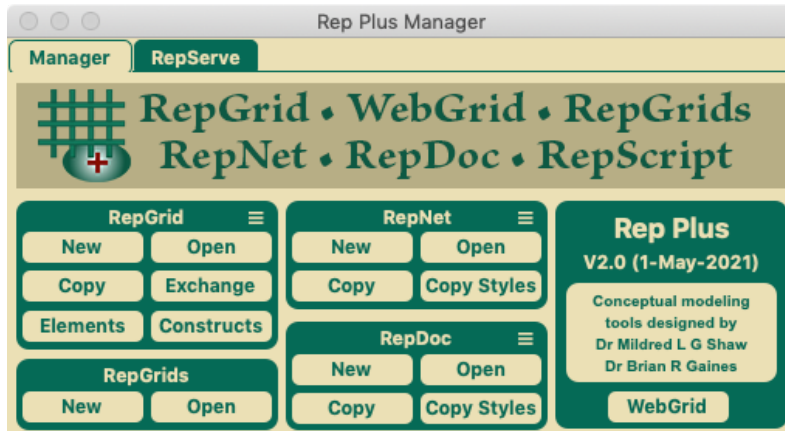 Rep Plus Manager
Manager RepServe
RepGrid • WebGrid • RepGrids
RepNet • RepDoc • RepScript
RepGrid
New Open
Copy Exchange
Elements Constructs
RepGrids
New Open
RepNet
New Open
Copy Copy Styles
RepDoc
New Open
Copy Copy Styles
Rep Plus
V2.0 (1-May-2021)
Conceptual modeling
tools designed by
Dr Mildred L G Shaw
Dr Brian R Gaines
WebGrid